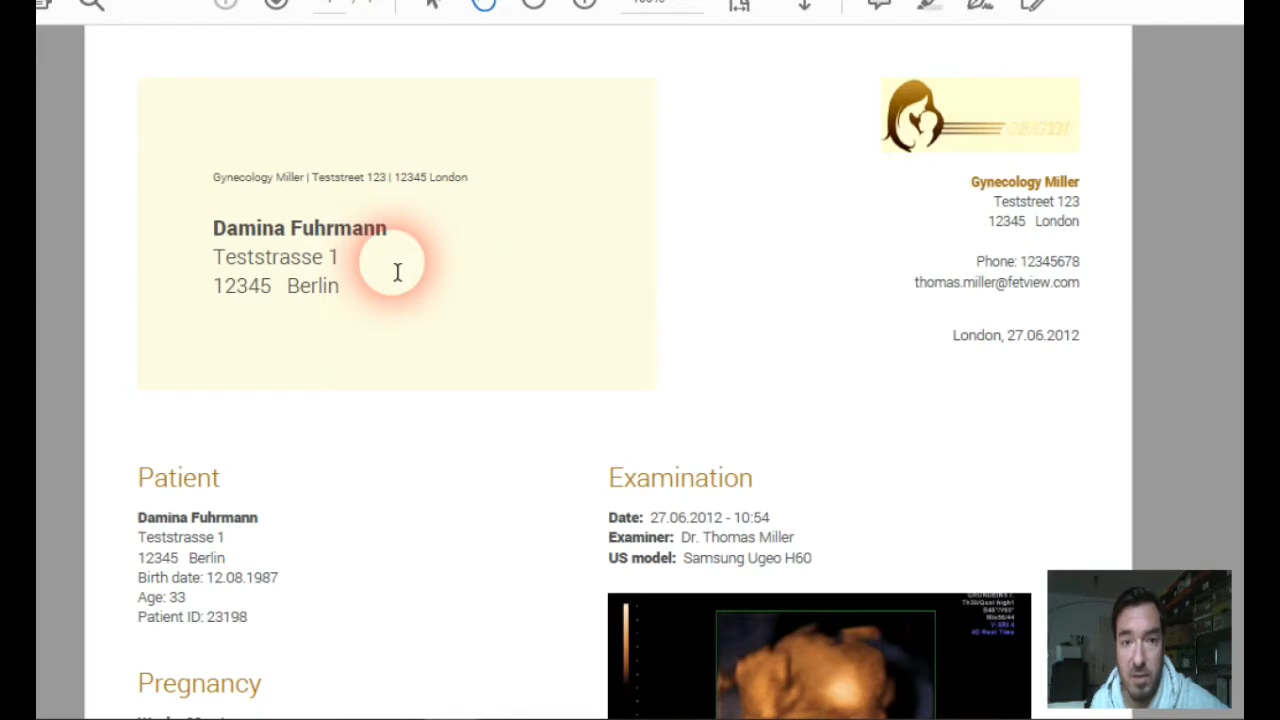 Gynecology Miller | Teststreet 123 | 12345 London
Damina Fuhrmann
Teststrasse 1
12345 Berlin
Gynecology Miller
Teststreet 123
12345 London
Phone: 12345678
thomas.miller@fetview.com
London, 27.06.2012
Patient
Damina Fuhrmann
Teststrasse 1
12345 Berlin
Birth date: 12.08.1987
Age: 33
Patient ID: 23198
Pregnancy
Examination
Date: 27.06.2012 - 10:54
Examiner: Dr. Thomas Miller
US model: Samsung Ugeo H60
4D Real Time